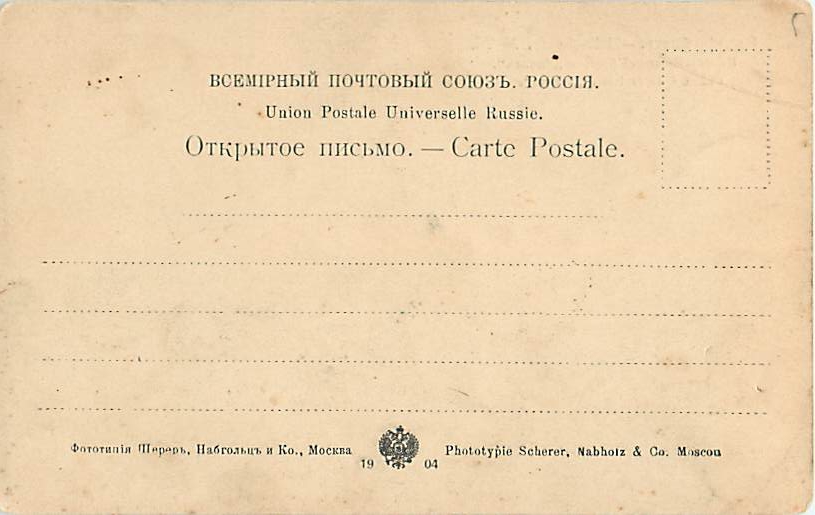 ВСЕМІРНЫЙ ПОЧТОВЫЙ СОЮЗЪ. РОССІЯ.
Union Postale Universelle Russie.
Открытое письмо. — Carte Postale.
Фототипія Шереръ, Набгольцъ и Ко., Москва
Phototypie Scherer, Nabholz & Co. Moscou
19 04